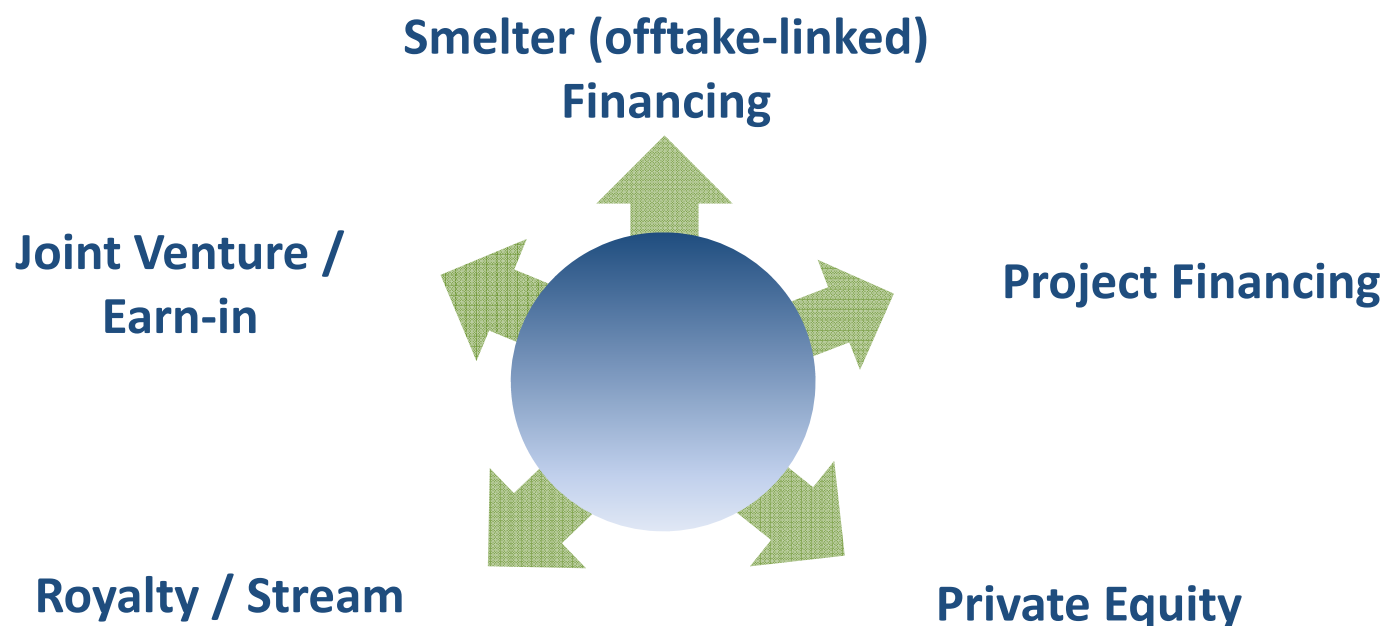 Smelter (offtake-linked)
Financing
Joint Venture /
Earn-in
Project Financing
Royalty / Stream
Private Equity